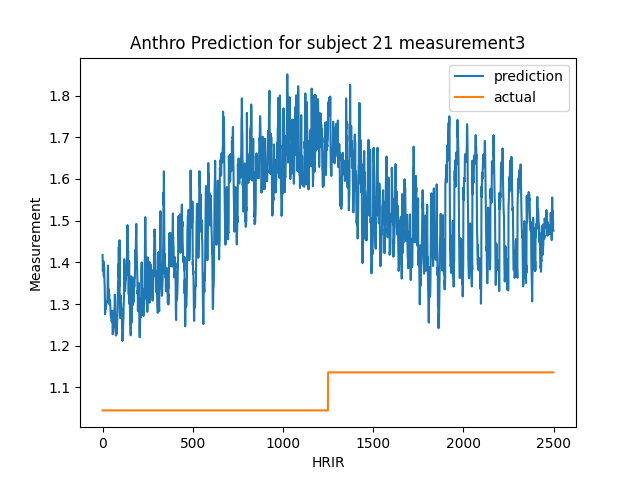 Anthro Prediction for subject 21 measurement3
prediction
actual
Measurement
1.8
1.7
1.6
1.5
1.4
1.3
1.2
1.1
0 500 1000 1500 2000 2500
HRIR